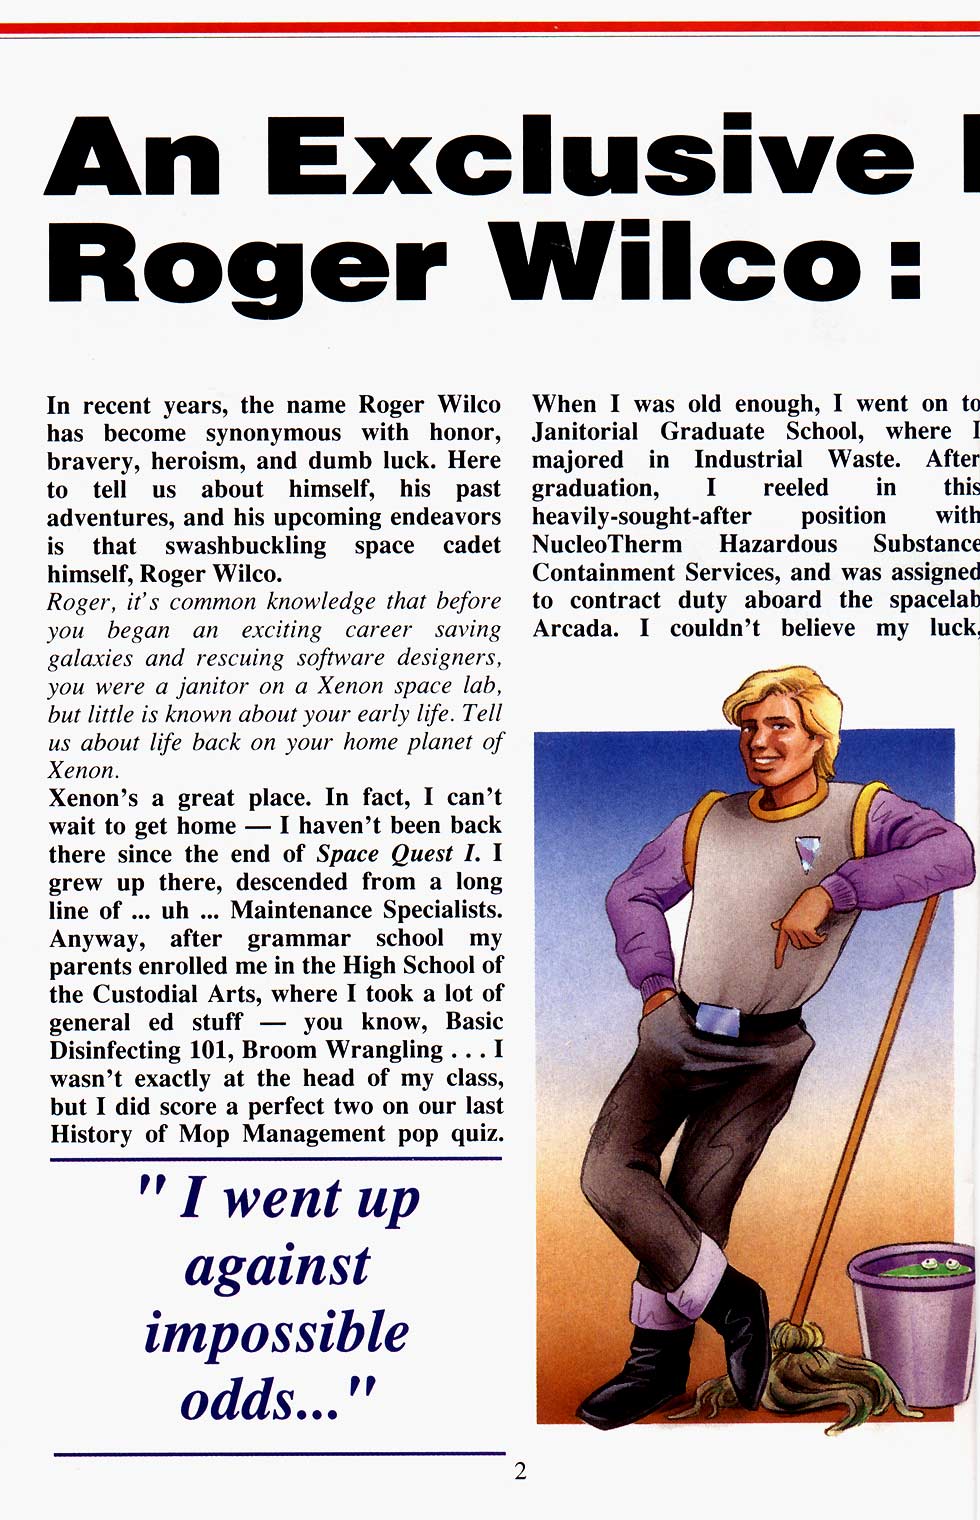 An Exclusive
Roger Wilco :
In recent years, the name Roger Wilco
has become synonymous with honor,
bravery, heroism, and dumb luck. Here
to tell us about himself, his past
adventures, and his upcoming endeavors
is that swashbuckling space cadet
himself, Roger Wilco.
Roger, it's common knowledge that before
you began an exciting career saving
galaxies and rescuing software designers,
you were a janitor on a Xenon space lab,
but little is known about your early life. Tell
us about life back on your home planet of
Xenon.
Xenon's a great place. In fact, I can't
wait to get home — I haven't been back
there since the end of Space Quest I. I
grew up there, descended from a long
line of ... uh ... Maintenance Specialists.
Anyway, after grammar school my
parents enrolled me in the High School of
the Custodial Arts, where I took a lot of
general ed stuff — you know, Basic
Disinfecting 101, Broom Wrangling . . . I
wasn't exactly at the head of my class,
but I did score a perfect two on our last
History of Mop Management pop quiz.
" I went up
against
impossible
odds..."
When I was old enough, I went on to
Janitorial Graduate School, where I
majored in Industrial Waste. After
graduation, I reeled in this
heavily-sought-after position with
NucleoTherm Hazardous Substance
Containment Services, and was assigned
to contract duty aboard the spacelab
Arcada. I couldn't believe my luck,
2